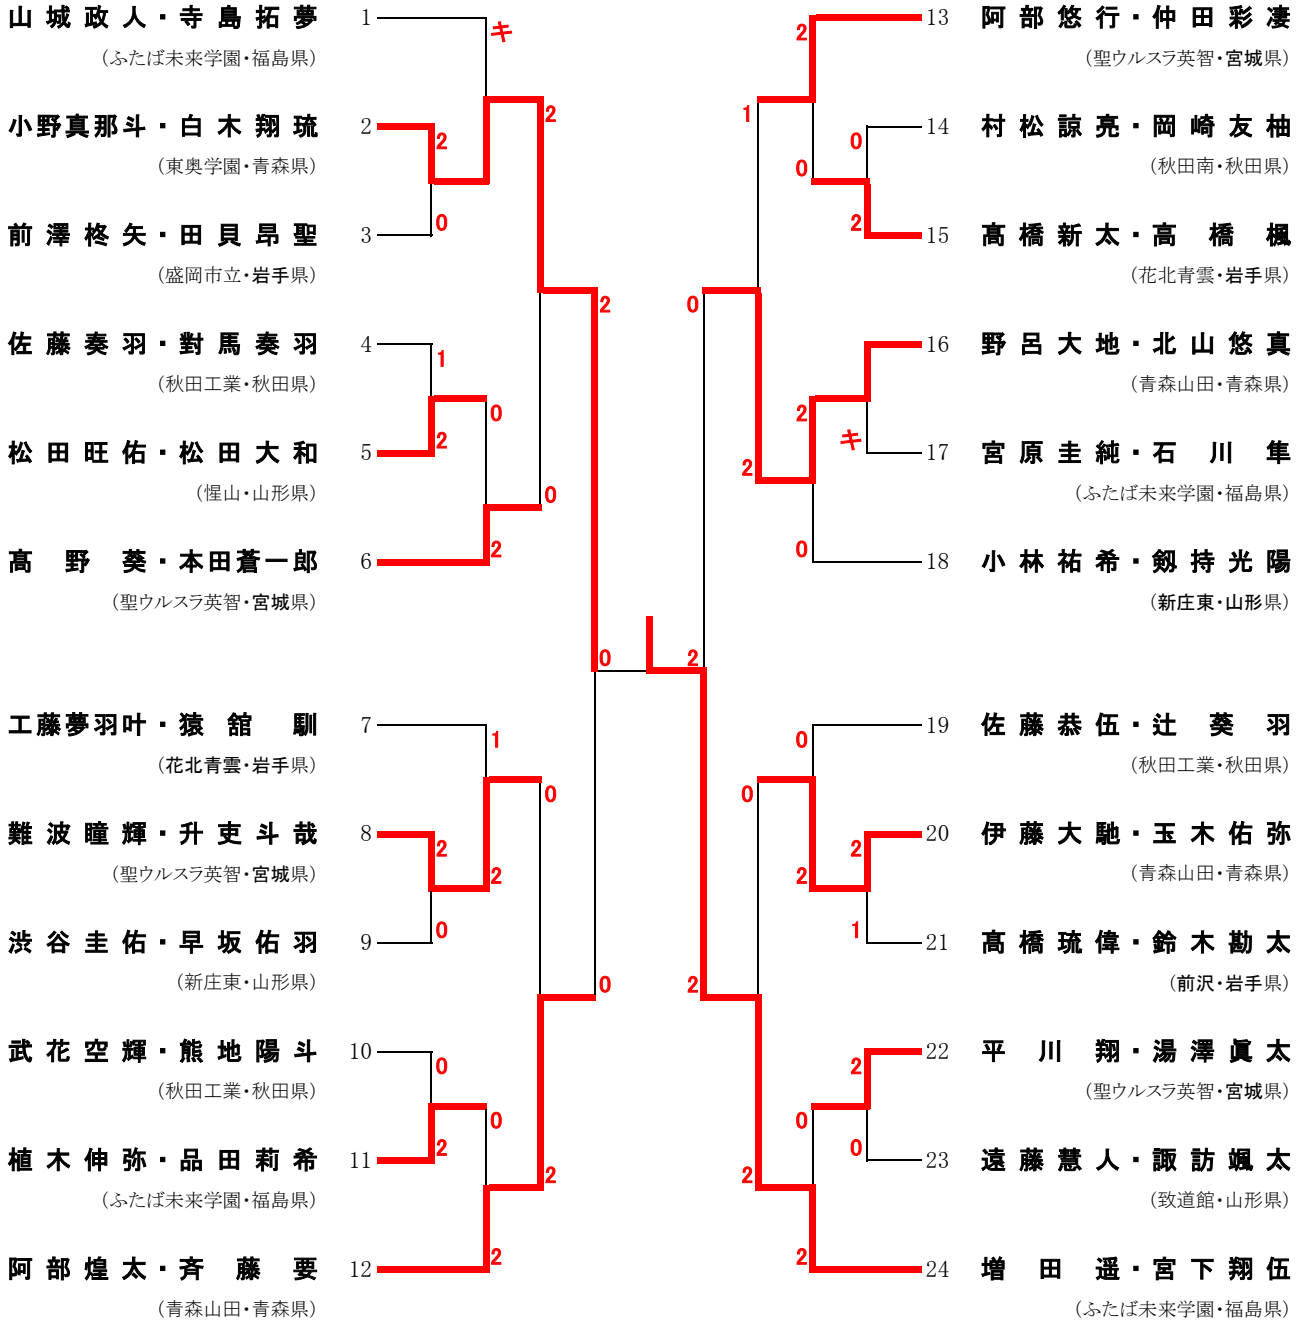 山城政人・寺島拓夢 1
（ふたば未来学園・福島県）
キ
小野真那斗・白木翔琉 2
（東奥学園・青森県）
2
2
前澤柊矢・田貝昂聖 3
（盛岡市立・岩手県）
0
佐藤奏羽・對馬奏羽 4
（秋田工業・秋田県）
1
2
0
松田旺佑・松田大和 5
（惺山・山形県）
2
0
髙野葵・本田蒼一郎 6
（聖ウルスラ英智・宮城県）
2
0
工藤夢羽叶・猿舘馴 7
（花北青雲・岩手県）
1
0
難波瞳輝・升吏斗哉 8
（聖ウルスラ英智・宮城県）
2
2
渋谷圭佑・早坂佑羽 9
（新庄東・山形県）
0
0
武花空輝・熊地陽斗 10
（秋田工業・秋田県）
0
0
植木伸弥・品田莉希 11
（ふたば未来学園・福島県）
2
2
阿部煌太・斉藤要 12
（青森山田・青森県）
2
13 阿部悠行・仲田彩凄
（聖ウルスラ英智・宮城県）
2
1
14 村松諒亮・岡崎友柚
（秋田南・秋田県）
0
0
15 髙橋新太・高橋楓
（花北青雲・岩手県）
2
0
16 野呂大地・北山悠真
（青森山田・青森県）
2
キ
17 宮原圭純・石川隼
（ふたば未来学園・福島県）
2
18 小林祐希・剱持光陽
（新庄東・山形県）
0
2
19 佐藤恭伍・辻葵羽
（秋田工業・秋田県）
0
0
20 伊藤大馳・玉木佑弥
（青森山田・青森県）
2
2
21 髙橋琉偉・鈴木勘太
（前沢・岩手県）
1
2
22 平川翔・湯澤眞太
（聖ウルスラ英智・宮城県）
2
0
23 遠藤慧人・諏訪颯太
（致道館・山形県）
0
2
24 増田遥・宮下翔伍
（ふたば未来学園・福島県）
2